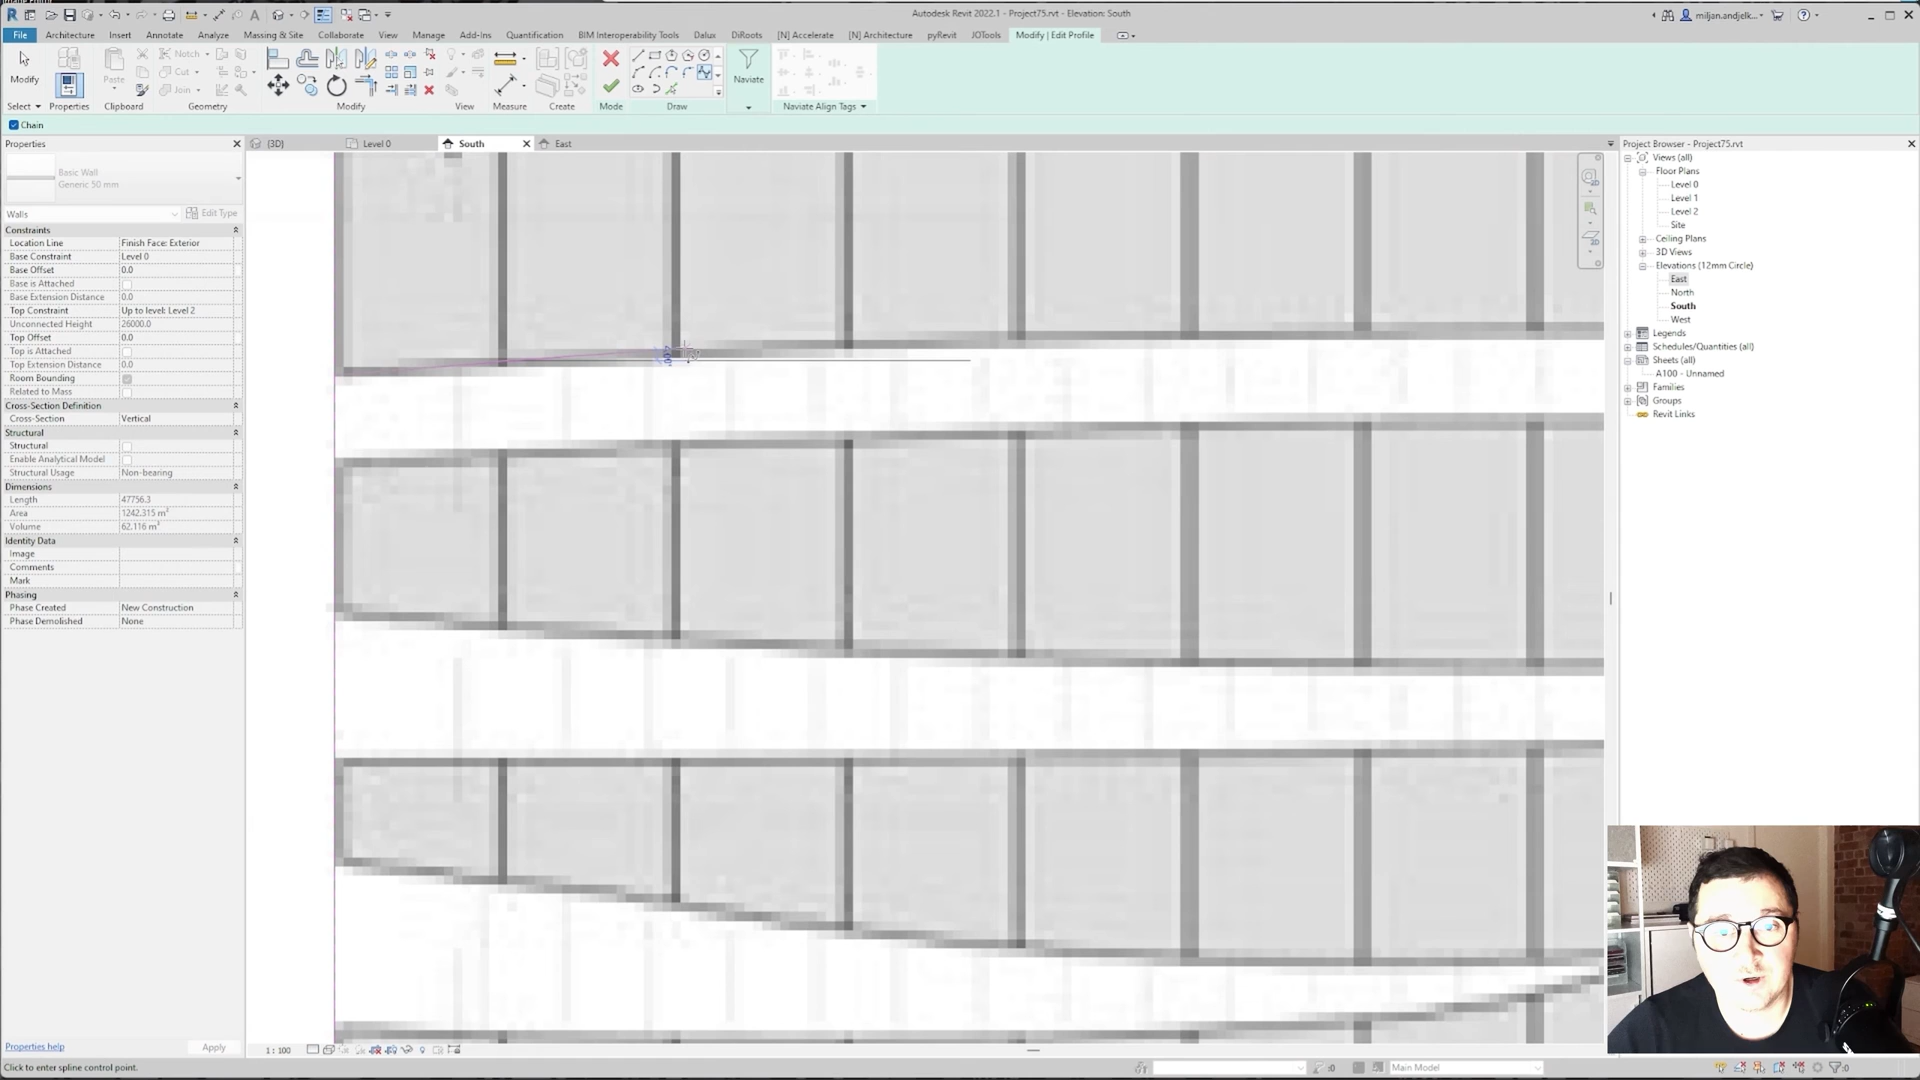 Autodesk Revit 2022.1 - Project75.rvt - Elevation: South
miljan.andjelk...
File
Architecture
Insert
Annotate
Analyze
Massing & Site
Collaborate
View
Manage
Add-Ins
Quantification
BIM Interoperability Tools
Dalux
DiRoots
[N] Accelerate
[N] Architecture
pyRevit
JOTools
Modify | Edit Profile
Modify
Paste
Notch
Cut
Join
Naviate
Select
Properties
Clipboard
Geometry
Modify
View
Measure
Create
Mode
Draw
Naviate Align Tags
Chain
Properties
{3D}
Level 0
South
East
Project Browser - Project75.rvt
Basic Wall
Generic 50 mm
Walls
Edit Type
Constraints
Location Line Finish Face: Exterior
Base Constraint Level 0
Base Offset 0.0
Base is Attached
Base Extension Distance 0.0
Top Constraint Up to level: Level 2
Unconnected Height 26000.0
Top Offset 0.0
Top is Attached
Top Extension Distance 0.0
Room Bounding
Related to Mass
Cross-Section Definition
Cross-Section Vertical
Structural
Structural
Enable Analytical Model
Structural Usage Non-bearing
Dimensions
Length 47756.3
Area 1242.315 m²
Volume 62.116 m³
Identity Data
Image
Comments
Mark
Phasing
Phase Created New Construction
Phase Demolished None
Properties help
Apply
Views (all)
Floor Plans
Level 0
Level 1
Level 2
Site
Ceiling Plans
3D Views
Elevations (12mm Circle)
East
North
South
West
Legends
Schedules/Quantities (all)
Sheets (all)
A100 - Unnamed
Families
Groups
Revit Links
1 : 100
Click to enter spline control point.
:0
Main Model
:0